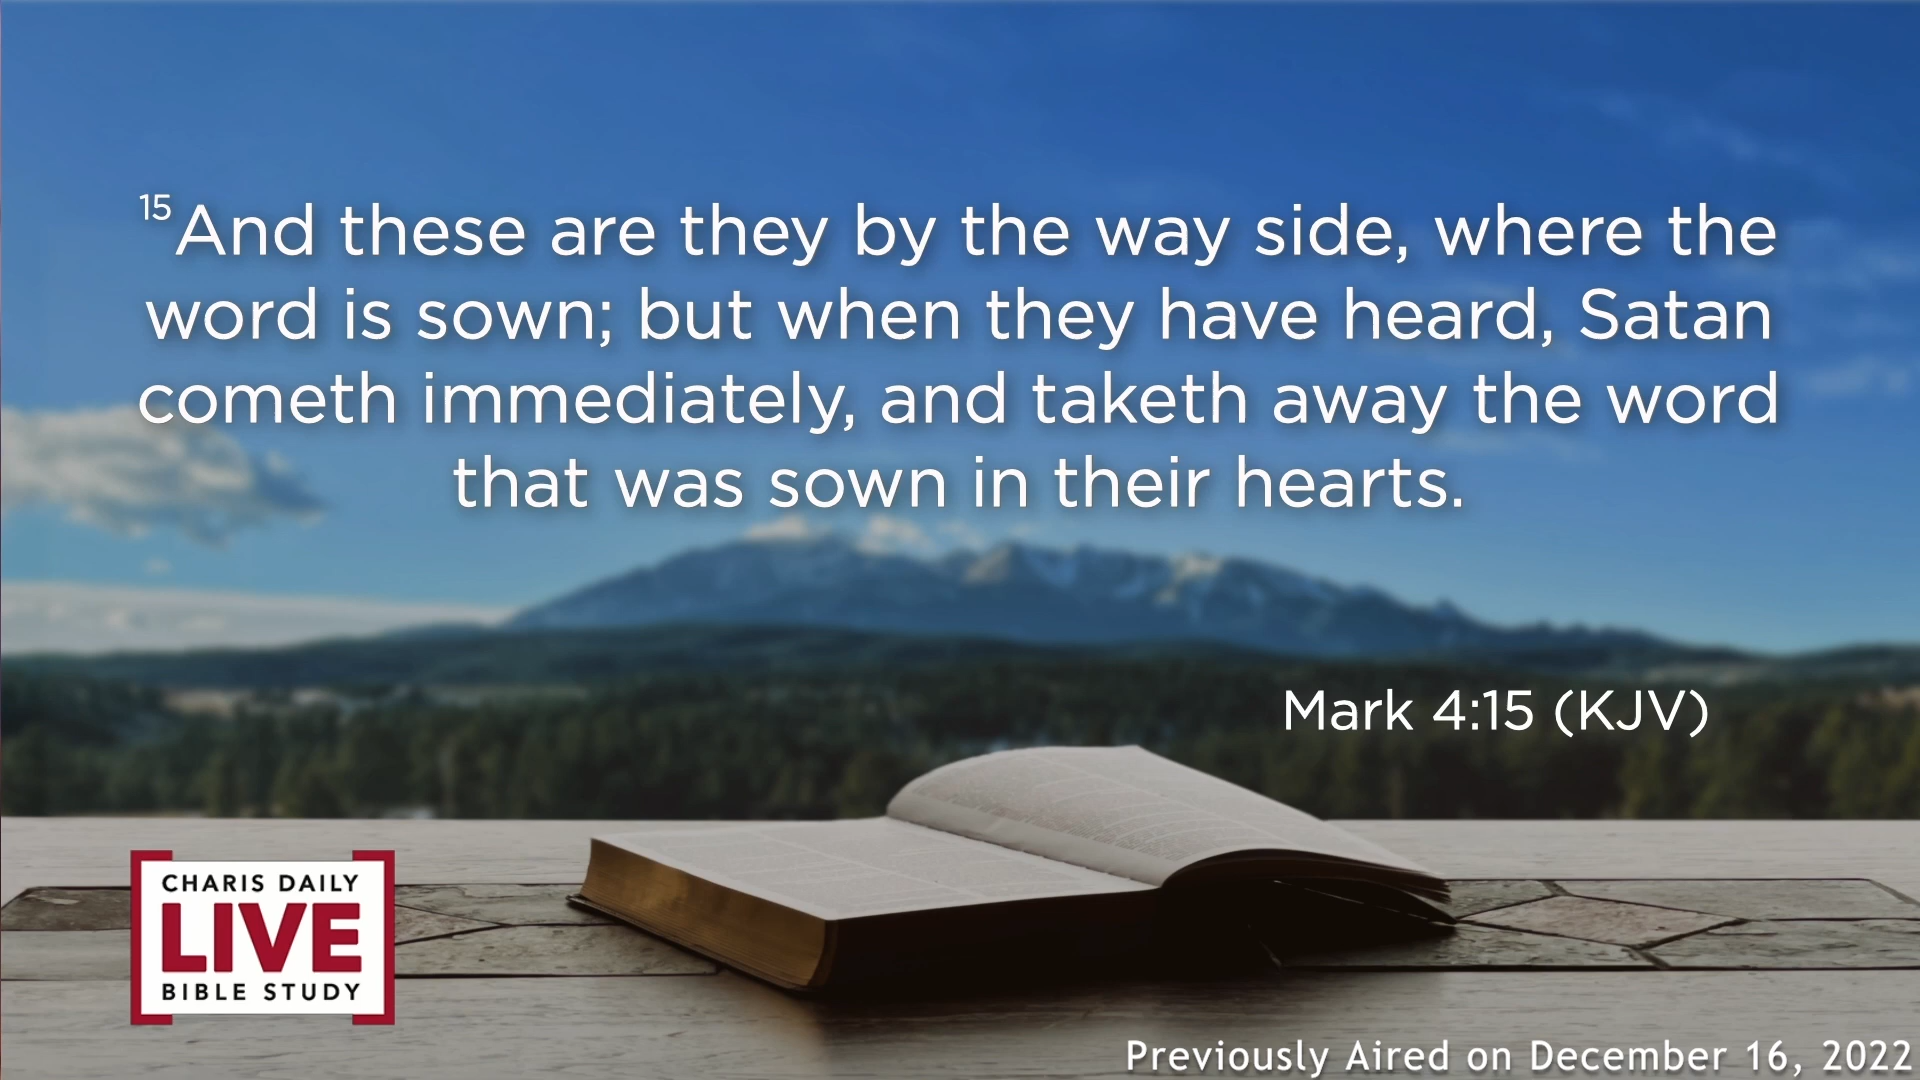 15 And these are they by the way side, where the
word is sown; but when they have heard, Satan
cometh immediately, and taketh away the word
that was sown in their hearts.
Mark 4:15 (KJV)
CHARIS DAILY
LIVE
BIBLE STUDY
Previously Aired on December 16, 2022